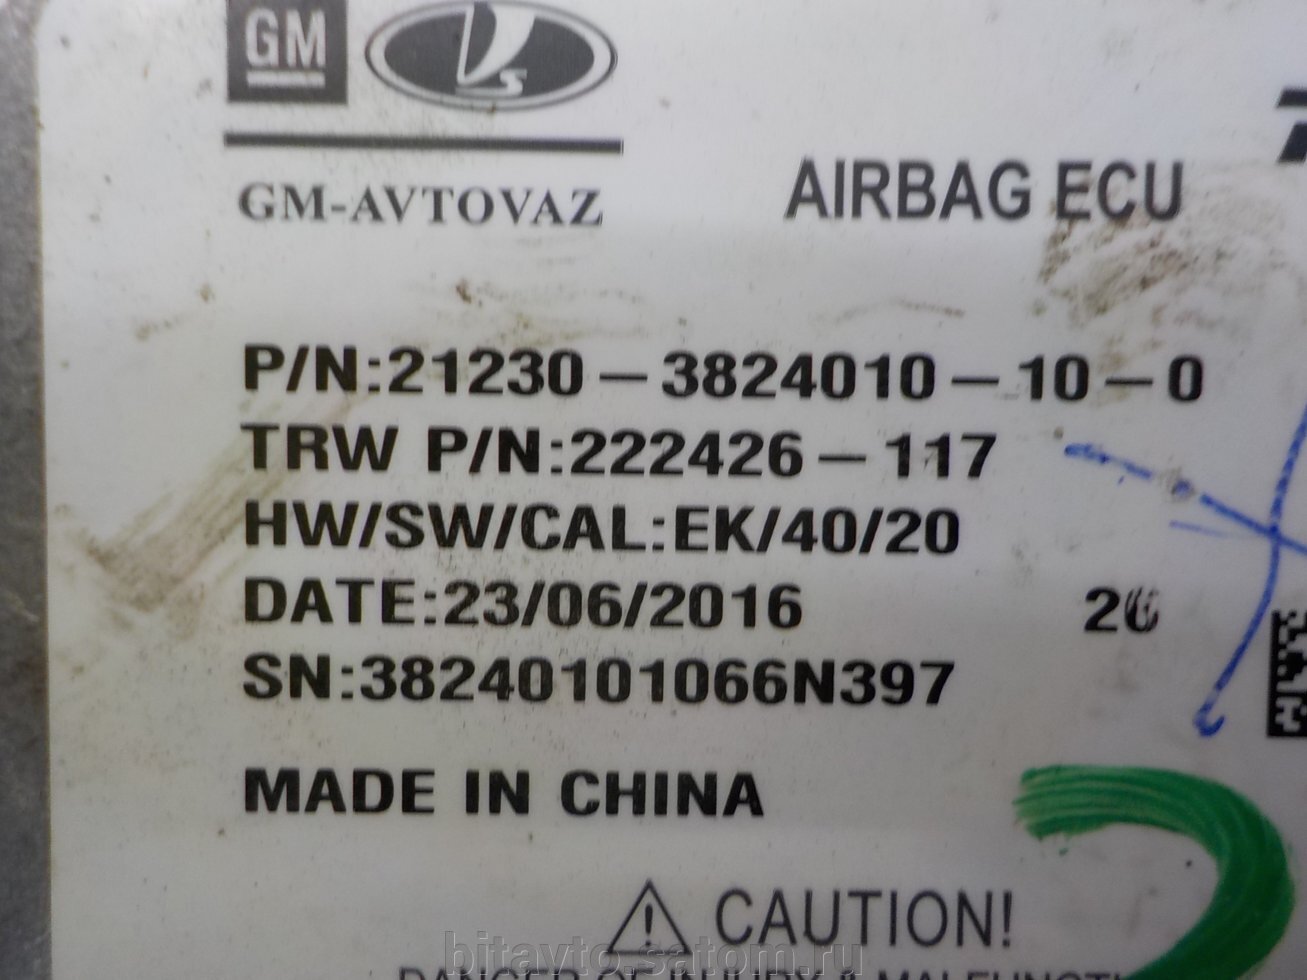 GM
GM-AVTOVAZ
AIRBAG ECU
P/N:21230-3824010-10-0
TRW P/N:222426-117
HW/SW/CAL:EK/40/20
DATE:23/06/2016
SN:38240101066N397
MADE IN CHINA
CAUTION!
bitavto.satom.ru